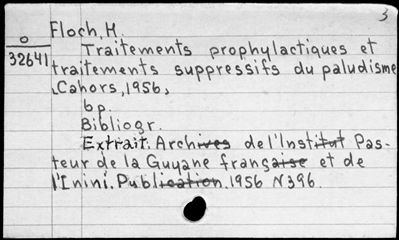 3
Floch, H.
O
32641
Traitements prophylactiques et
traitements suppressifs du paludisme
Cahors, 1956,
6 p.
Bibliogr.
Extrait: Archives de l'Institut Pas-
teur de la Guyane française et de
l'Inini. Publication. 1956 N396.